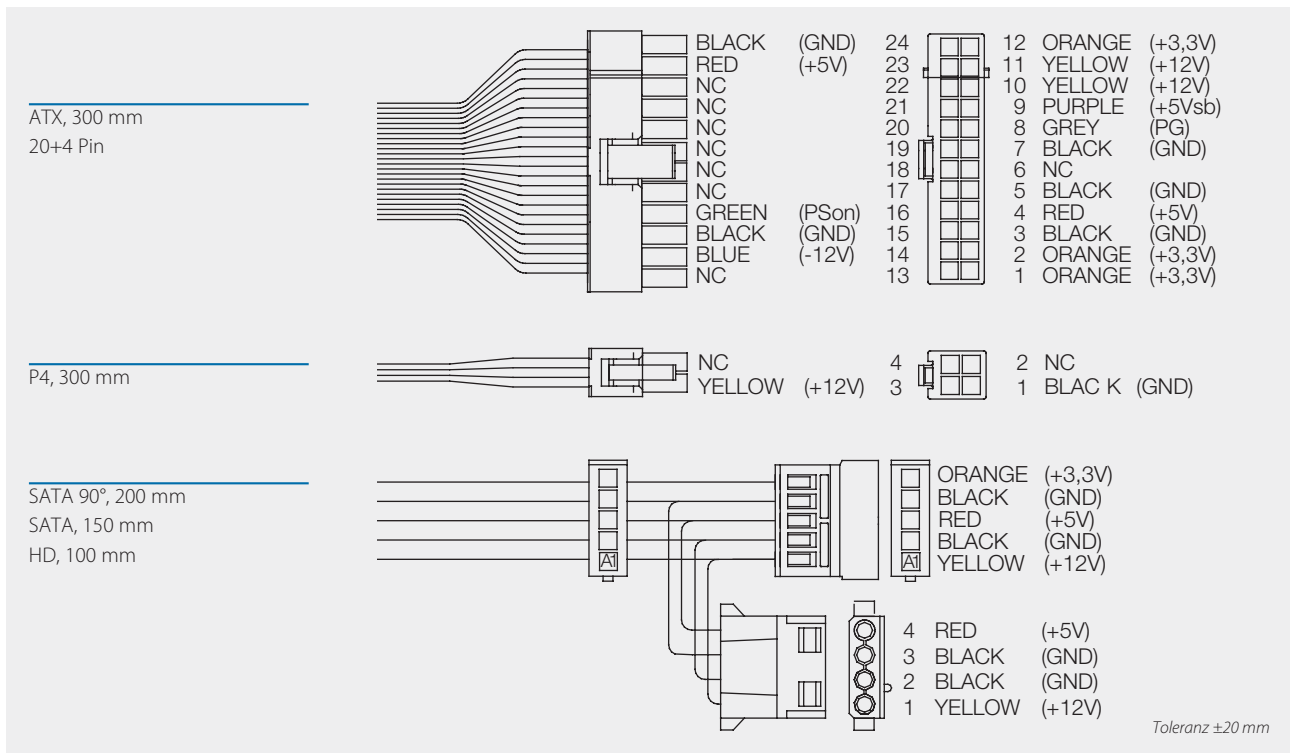 ATX, 300 mm
20+4 Pin
BLACK (GND) 24 12 ORANGE (+3,3V)
RED (+5V) 23 11 YELLOW (+12V)
NC 22 10 YELLOW (+12V)
NC 21 9 PURPLE (+5Vsb)
NC 20 8 GREY (PG)
NC 19 7 BLACK (GND)
NC 18 6 NC
NC 17 5 BLACK (GND)
GREEN (PSon) 16 4 RED (+5V)
BLACK (GND) 15 3 BLACK (GND)
BLUE (-12V) 14 2 ORANGE (+3,3V)
NC 13 1 ORANGE (+3,3V)
P4, 300 mm
NC 4 2 NC
YELLOW (+12V) 3 1 BLAC K (GND)
SATA 90°, 200 mm
SATA, 150 mm
HD, 100 mm
ORANGE (+3,3V)
BLACK (GND)
RED (+5V)
BLACK (GND)
A1 A1 YELLOW (+12V)
4 RED (+5V)
3 BLACK (GND)
2 BLACK (GND)
1 YELLOW (+12V)
Toleranz ±20 mm